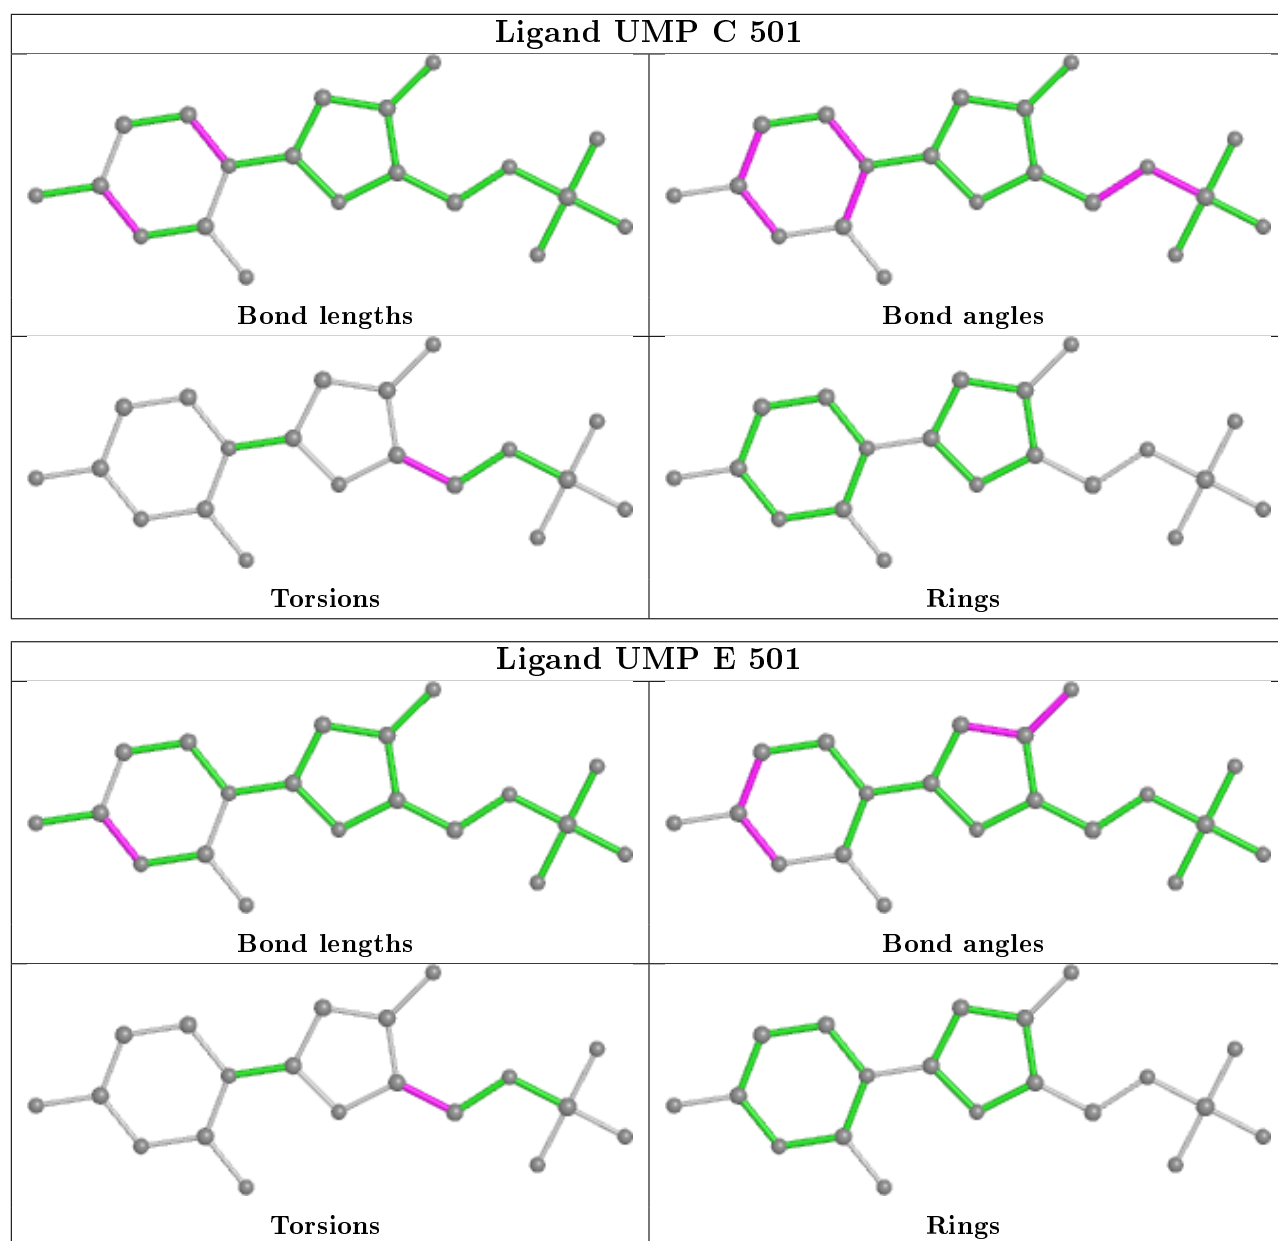 Ligand UMP C 501
Bond lengths
Bond angles
Torsions
Rings
Ligand UMP E 501
Bond lengths
Bond angles
Torsions
Rings